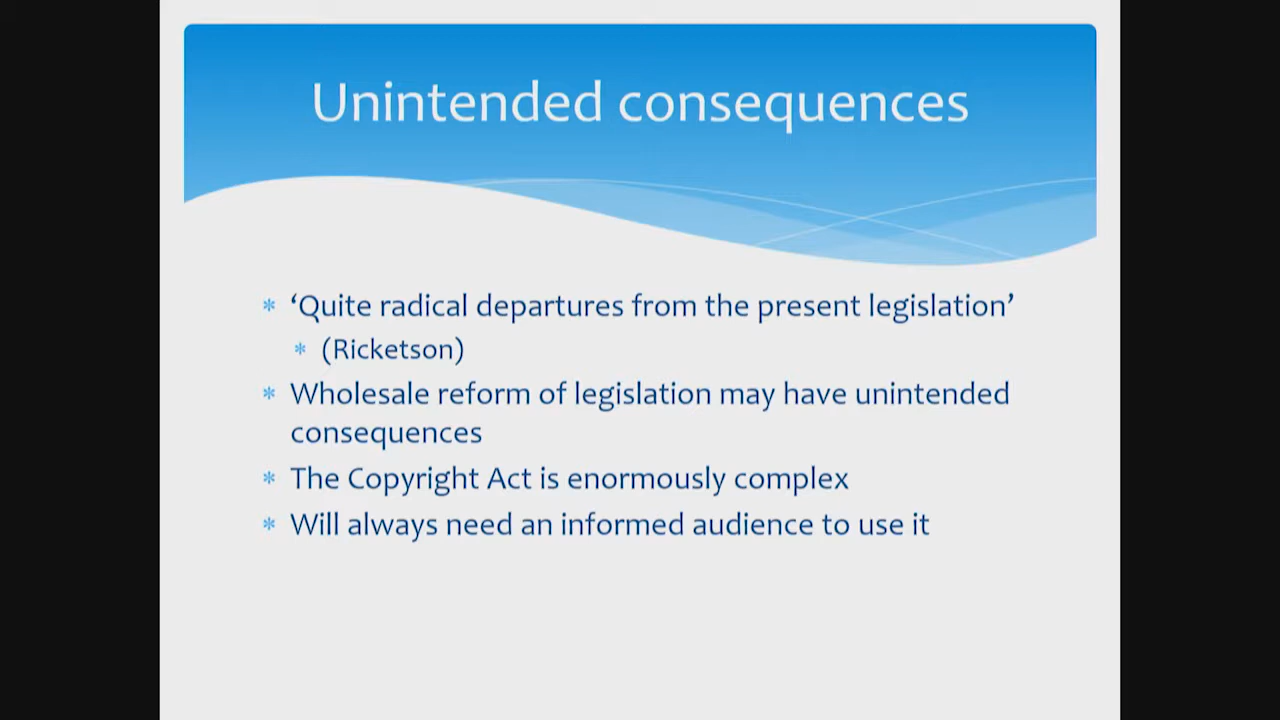 Unintended consequences
* ‘Quite radical departures from the present legislation’
* (Ricketson)
* Wholesale reform of legislation may have unintended
consequences
* The Copyright Act is enormously complex
* Will always need an informed audience to use it